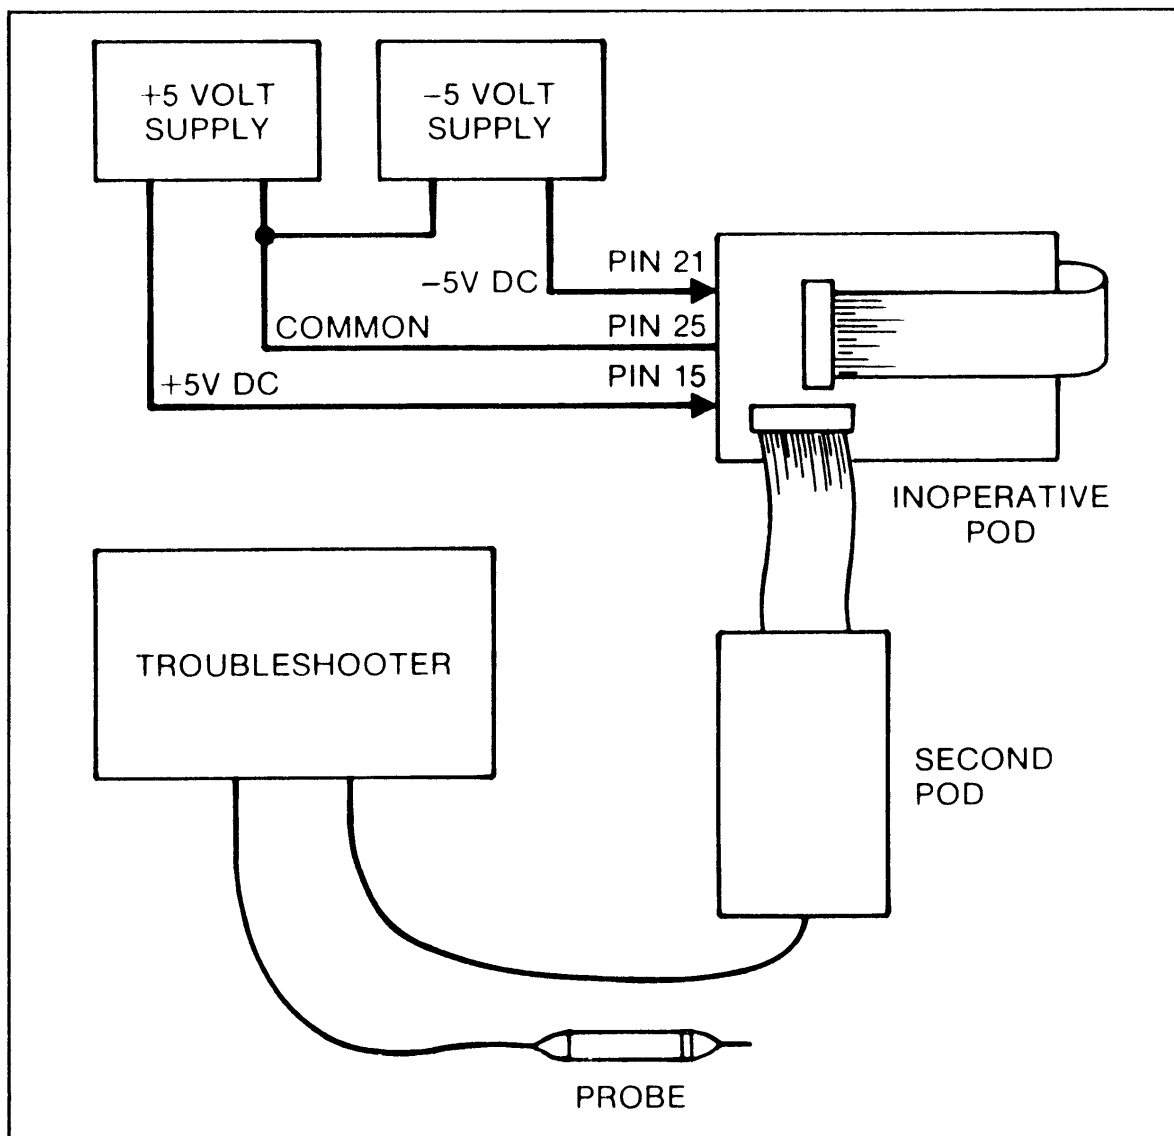 +5 VOLT
SUPPLY
-5 VOLT
SUPPLY
PIN 21
-5V DC
COMMON
PIN 25
+5V DC
PIN 15
INOPERATIVE
POD
TROUBLESHOOTER
SECOND
POD
PROBE